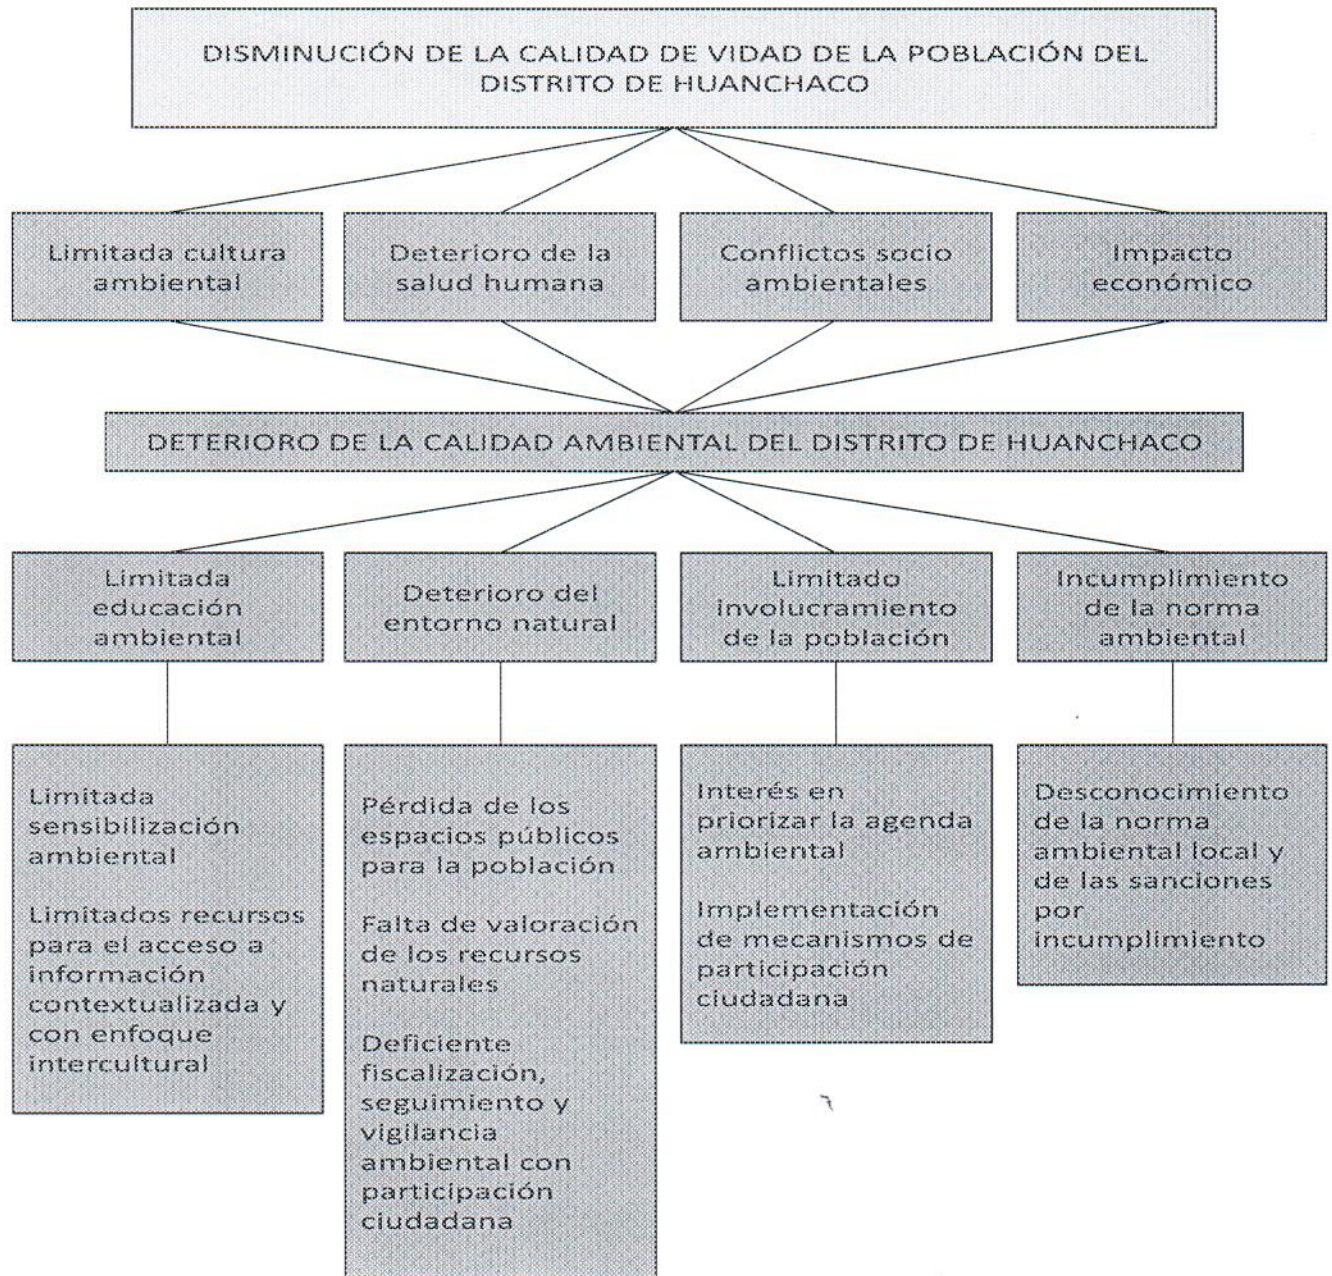 DISMINUCIÓN DE LA CALIDAD DE VIDAD DE LA POBLACIÓN DEL
DISTRITO DE HUANCHACO
Limitada cultura
ambiental
Deterioro de la
salud humana
Conflictos socio
ambientales
Impacto
económico
DETERIORO DE LA CALIDAD AMBIENTAL DEL DISTRITO DE HUANCHACO
Limitada
educación
ambiental
Deterioro del
entorno natural
Limitado
involucramiento
de la población
Incumplimiento
de la norma
ambiental
Limitada
sensibilización
ambiental
Limitados recursos
para el acceso a
información
contextualizada y
con enfoque
intercultural
Pérdida de los
espacios públicos
para la población
Falta de valoración
de los recursos
naturales
Deficiente
fiscalización,
seguimiento y
vigilancia
ambiental con
participación
ciudadana
Interés en
priorizar la agenda
ambiental
Implementación
de mecanismos de
participación
ciudadana
Desconocimiento
de la norma
ambiental local y
de las sanciones
por
incumplimiento